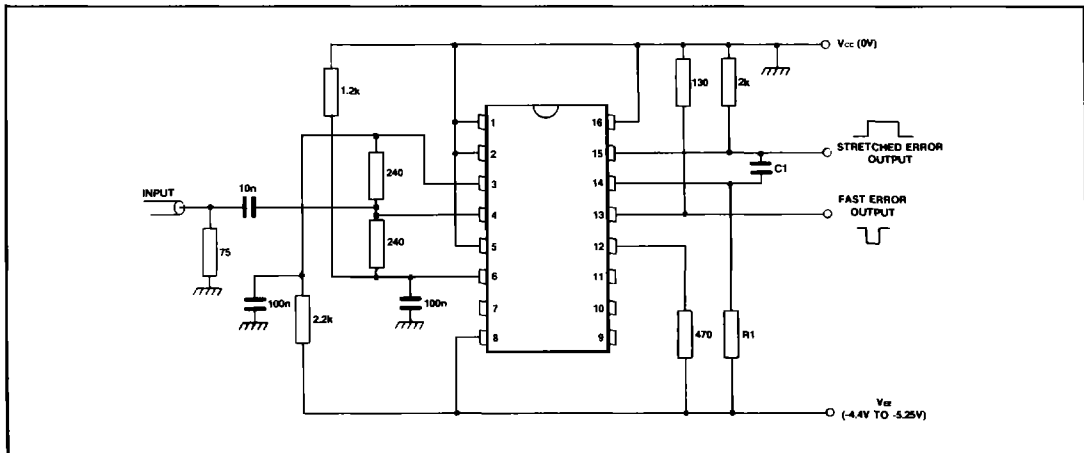 Vcc (0V)
1.2k
130
2k
1
16
2
15
STRETCHED ERROR
OUTPUT
240
C1
3
14
INPUT
10n
4
13
FAST ERROR
OUTPUT
240
75
5
12
6
11
100n
100n
7
10
2.2k
470
R1
8
9
VEE
(-4.4V TO -5.25V)